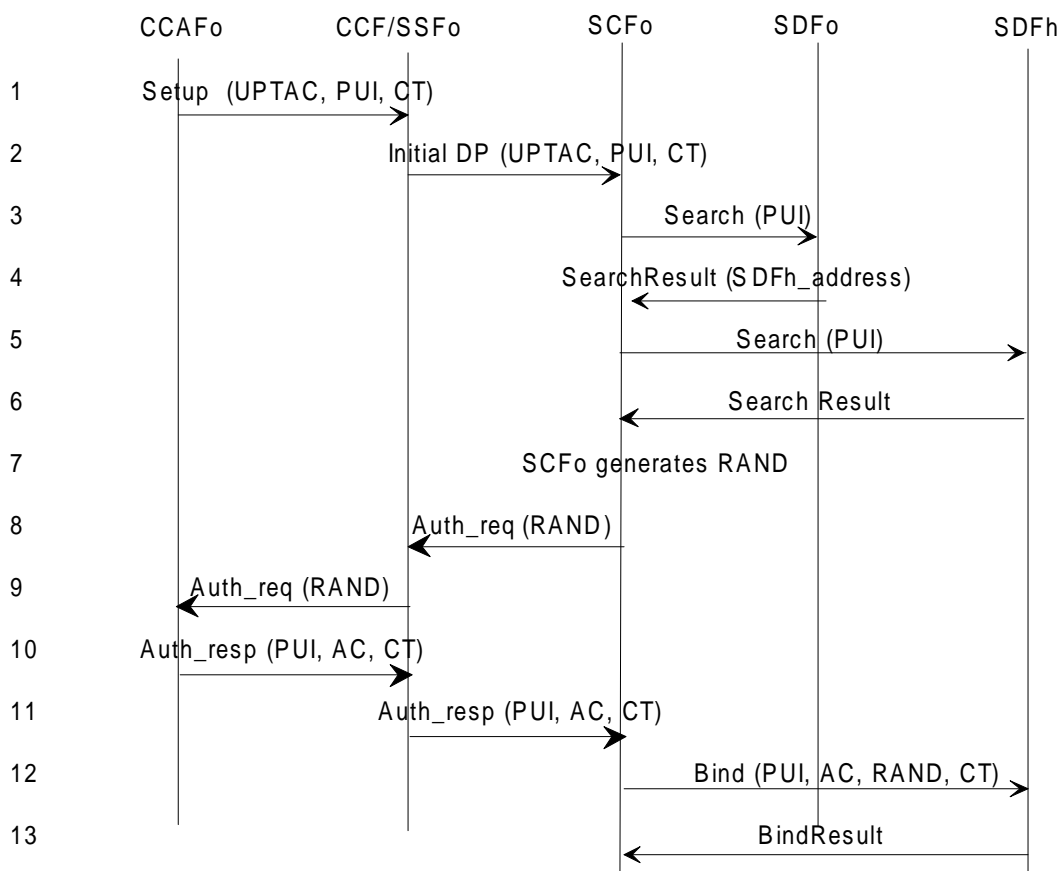 CCAFo CCF/SSFo SCFo SDFo SDFh
1 Setup (UPTAC, PUI, CT)
2 Initial DP (UPTAC, PUI, CT)
3 Search (PUI)
4 SearchResult (SDFh_address)
5 Search (PUI)
6 Search Result
7 SCFo generates RAND
8 Auth_req (RAND)
9 Auth_req (RAND)
10 Auth_resp (PUI, AC, CT)
11 Auth_resp (PUI, AC, CT)
12 Bind (PUI, AC, RAND, CT)
13 BindResult